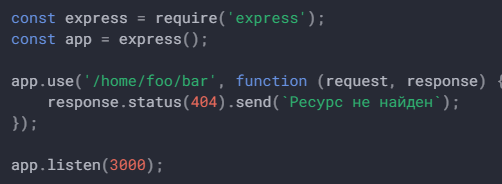 const express = require('express');
const app = express();
app.use('/home/foo/bar', function (request, response) {
response.status(404).send(`Ресурс не найден`);
});
app.listen(3000);